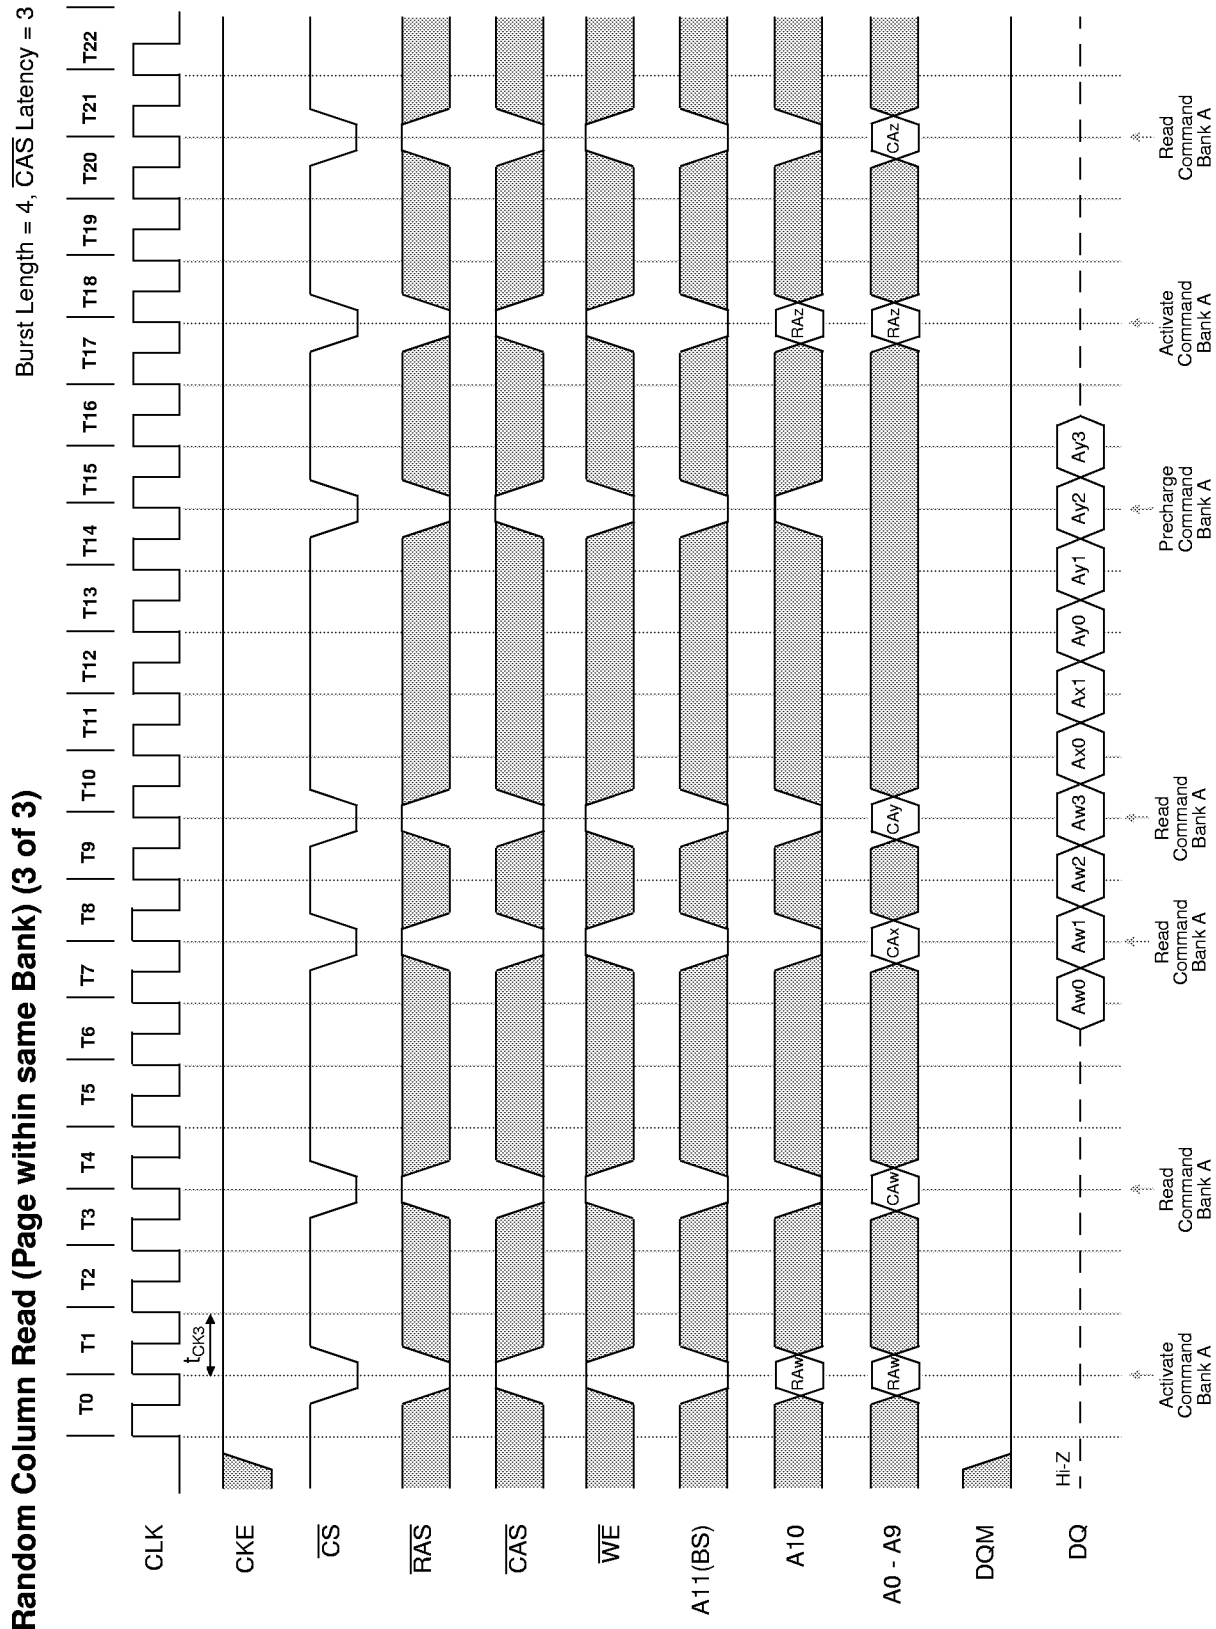 Random Column Read (Page within same Bank) (3 of 3)
Burst Length = 4, CAS Latency = 3
T0 T1 T2 T3 T4 T5 T6 T7 T8 T9 T10 T11 T12 T13 T14 T15 T16 T17 T18 T19 T20 T21 T22
CLK
tCK3
CKE
CS
RAS
CAS
WE
A11(BS)
A10
RAw RAz
A0 - A9
RAw CAw CAx CAy RAz CAz
DQM
DQ
Hi-Z
Aw0 Aw1 Aw2 Aw3 Ax0 Ax1 Ay0 Ay1 Ay2 Ay3
Activate
Command
Bank A
Read
Command
Bank A
Read
Command
Bank A
Read
Command
Bank A
Precharge
Command
Bank A
Activate
Command
Bank A
Read
Command
Bank A